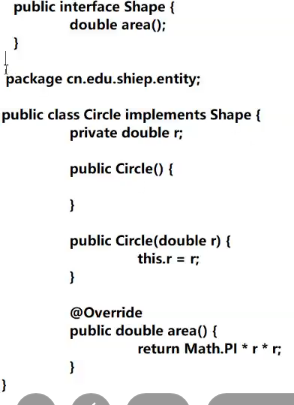 public interface Shape {
double area();
}
package cn.edu.shiep.entity;
public class Circle implements Shape {
private double r;
public Circle() {
}
public Circle(double r) {
this.r = r;
}
@Override
public double area() {
return Math.PI * r * r;
}
}